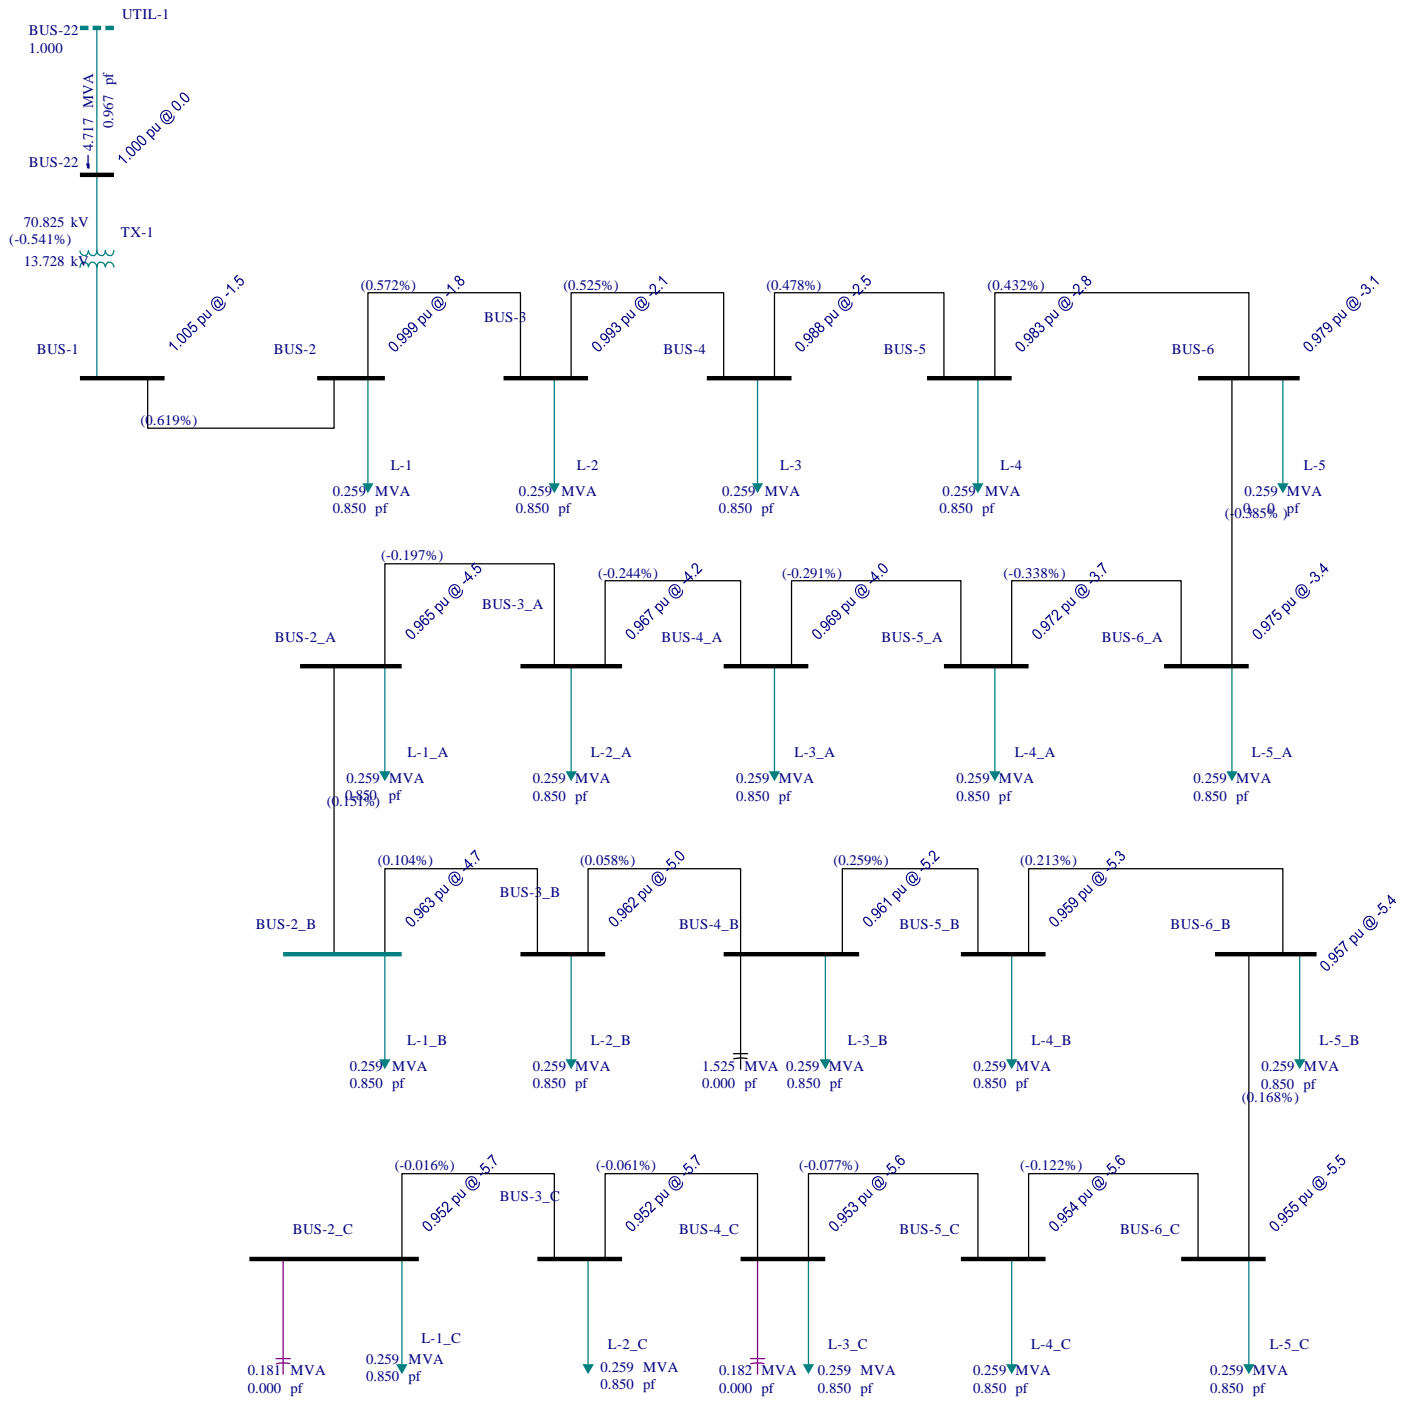 UTIL-1
BUS-22
1.000
4.717 MVA
0.967 pf
1.000 pu @ 0.0
BUS-22
70.825 kV
TX-1
(-0.541%)
13.728 kV
1.005 pu @ -1.5
(0.572%)
0.999 pu @ -1.8
(0.525%)
0.993 pu @ -2.1
(0.478%)
0.988 pu @ -2.5
(0.432%)
0.983 pu @ -2.8
0.979 pu @ -3.1
BUS-1
BUS-2
BUS-3
BUS-4
BUS-5
BUS-6
(0.619%)
L-1
L-2
L-3
L-4
L-5
0.259 MVA
0.850 pf
0.259 MVA
0.850 pf
0.259 MVA
0.850 pf
0.259 MVA
0.850 pf
0.259 MVA
pf
(-0.385%)
(-0.197%)
0.965 pu @ -4.5
(-0.244%)
0.967 pu @ -4.2
(-0.291%)
0.969 pu @ -4.0
(-0.338%)
0.972 pu @ -3.7
0.975 pu @ -3.4
BUS-2_A
BUS-3_A
BUS-4_A
BUS-5_A
BUS-6_A
L-1_A
L-2_A
L-3_A
L-4_A
L-5_A
0.259 MVA
0.850 pf
0.259 MVA
0.850 pf
0.259 MVA
0.850 pf
0.259 MVA
0.850 pf
0.259 MVA
0.850 pf
(0.151%)
(0.104%)
0.963 pu @ -4.7
(0.058%)
0.962 pu @ -5.0
(0.259%)
0.961 pu @ -5.2
(0.213%)
0.959 pu @ -5.3
0.957 pu @ -5.4
BUS-2_B
BUS-3_B
BUS-4_B
BUS-5_B
BUS-6_B
L-1_B
L-2_B
L-3_B
L-4_B
L-5_B
0.259 MVA
0.850 pf
0.259 MVA
0.850 pf
1.525 MVA
0.000 pf
0.259 MVA
0.850 pf
0.259 MVA
0.850 pf
0.259 MVA
0.850 pf
(0.168%)
(-0.016%)
0.952 pu @ -5.7
(-0.061%)
0.952 pu @ -5.7
(-0.077%)
0.953 pu @ -5.6
(-0.122%)
0.954 pu @ -5.6
0.955 pu @ -5.5
BUS-2_C
BUS-3_C
BUS-4_C
BUS-5_C
BUS-6_C
L-1_C
L-2_C
L-3_C
L-4_C
L-5_C
0.181 MVA
0.000 pf
0.259 MVA
0.850 pf
0.259 MVA
0.850 pf
0.182 MVA
0.000 pf
0.259 MVA
0.850 pf
0.259 MVA
0.850 pf
0.259 MVA
0.850 pf